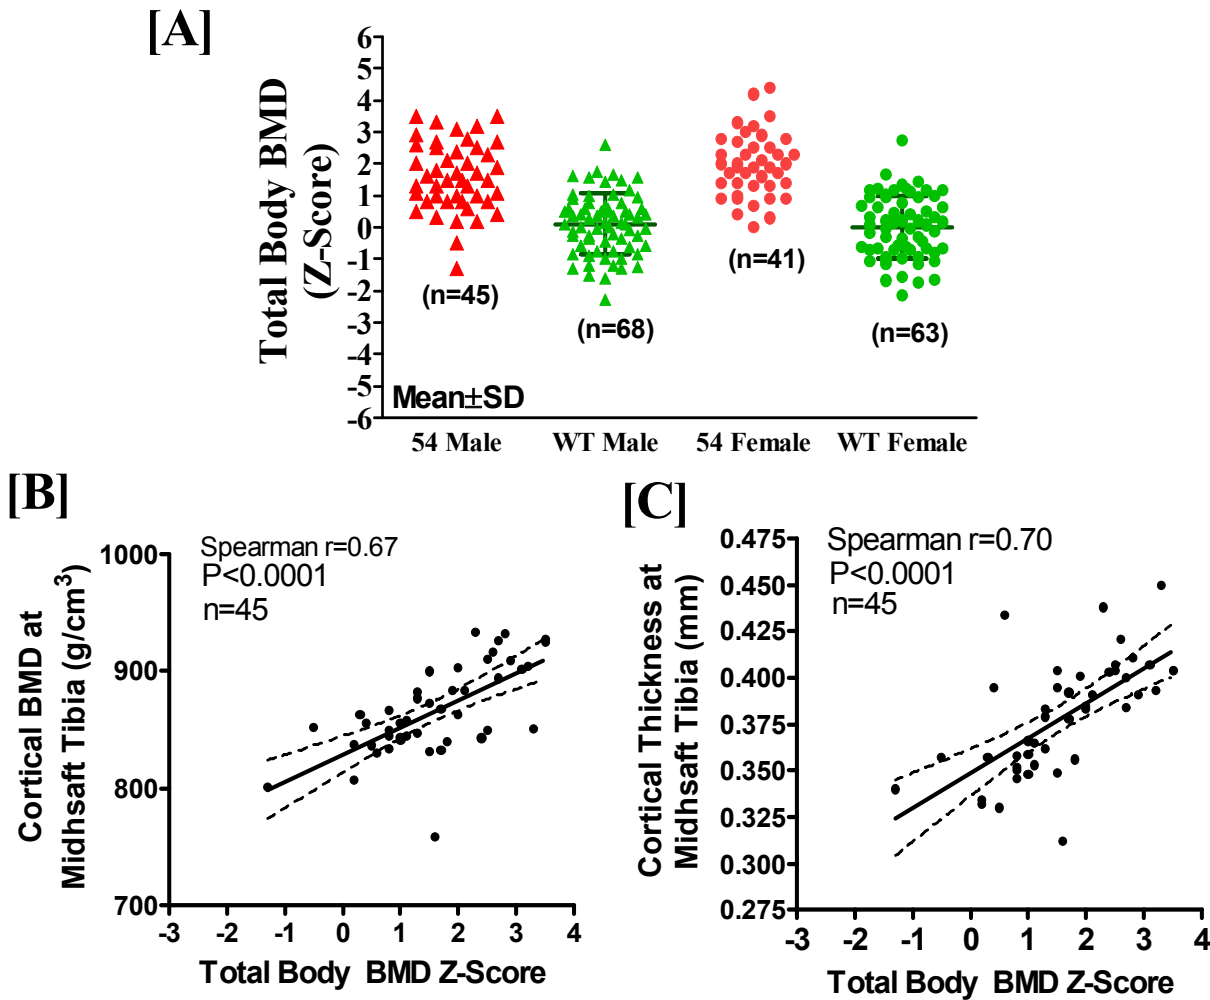 [A]
Total Body BMD
(Z-Score)
6
5
4
3
2
1
0
-1
-2
-3
-4
-5
-6
(n=45)
(n=68)
(n=41)
(n=63)
Mean±SD
54 Male
WT Male
54 Female
WT Female
[B]
Spearman r=0.67
P<0.0001
n=45
Cortical BMD at
Midhsaft Tibia (g/cm³)
1000
900
800
700
-3
-2
-1
0
1
2
3
4
Total Body BMD Z-Score
[C]
Spearman r=0.70
P<0.0001
n=45
Cortical Thickness at
Midhsaft Tibia (mm)
0.475
0.450
0.425
0.400
0.375
0.350
0.325
0.300
0.275
-3
-2
-1
0
1
2
3
4
Total Body BMD Z-Score